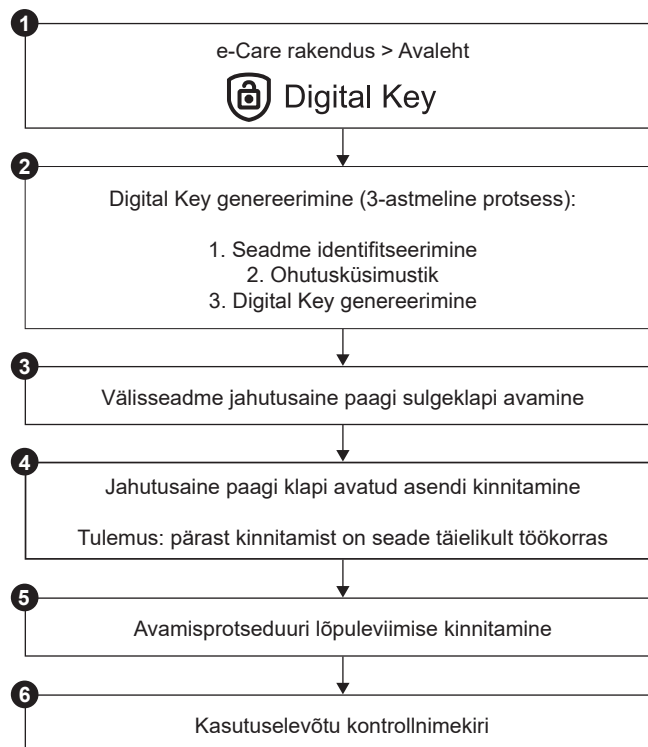 1
e-Care rakendus > Avaleht
Digital Key
2
Digital Key genereerimine (3-astmeline protsess):
1. Seadme identifitseerimine
2. Ohutusküsimustik
3. Digital Key genereerimine
3
Välisseadme jahutusaine paagi sulgeklapi avamine
4
Jahutusaine paagi klapi avatud asendi kinnitamine
Tulemus: pärast kinnitamist on seade täielikult töökorras
5
Avamisprotseduuri lõpuleviimise kinnitamine
6
Kasutuselevõtu kontrollnimekiri